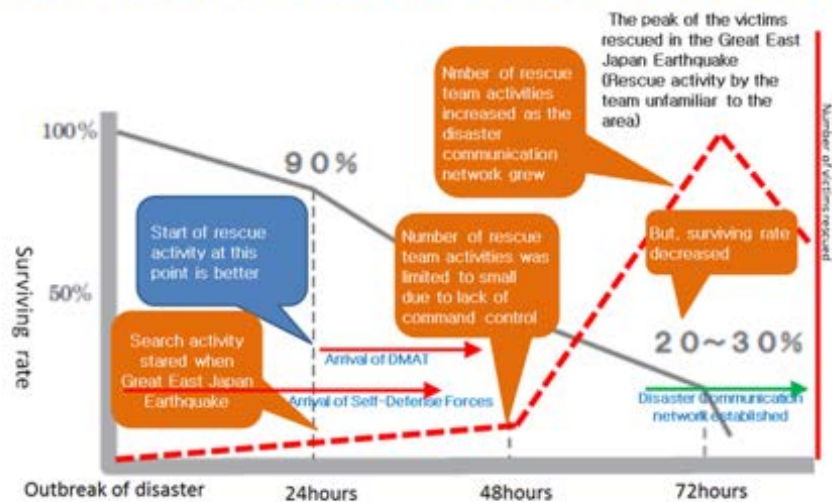 The peak of the victims
rescued in the Great East
Japan Earthquake
(Rescue activity by the
team unfamiliar to the
area)
Nmber of rescue
team activities
increased as the
disaster
communication
network grew
Number of victims rescued
100%
90%
Start of rescue
activity at this
point is better
Number of rescue
team activities was
limited to small
due to lack of
command control
But, surviving rate
decreased
Surviving rate
50%
Search activity
stared when
Great East Japan
Earthquake
20~30%
Arrival of DMAT
Arrival of Self-Defense Forces
Disaster Communication
network established
Outbreak of disaster
24hours
48hours
72hours